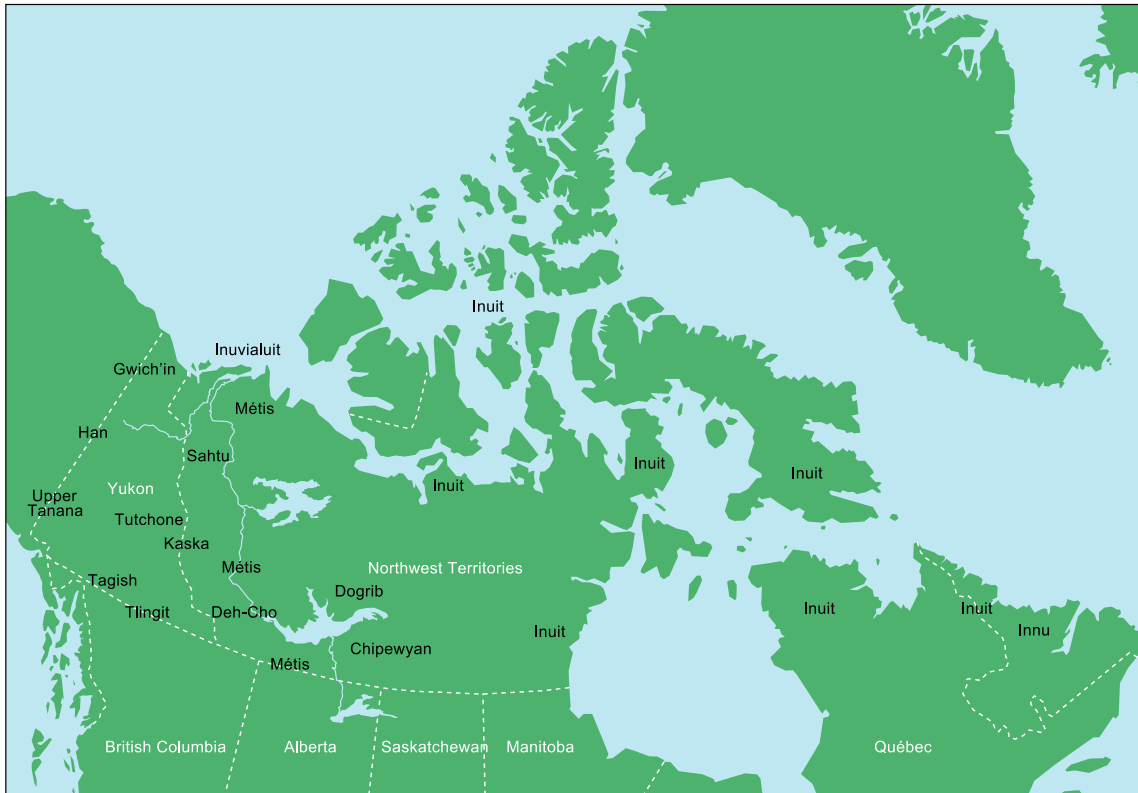 Inuit
Inuvialuit
Gwich’in
Métis
Han
Sahtu
Inuit
Inuit
Inuit
Upper
Tanana
Yukon
Tutchone
Kaska
Métis
Northwest Territories
Tagish
Dogrib
Tlingit
Deh-Cho
Inuit
Inuit
Inuit
Innu
Chipewyan
Métis
British Columbia
Alberta
Saskatchewan
Manitoba
Québec